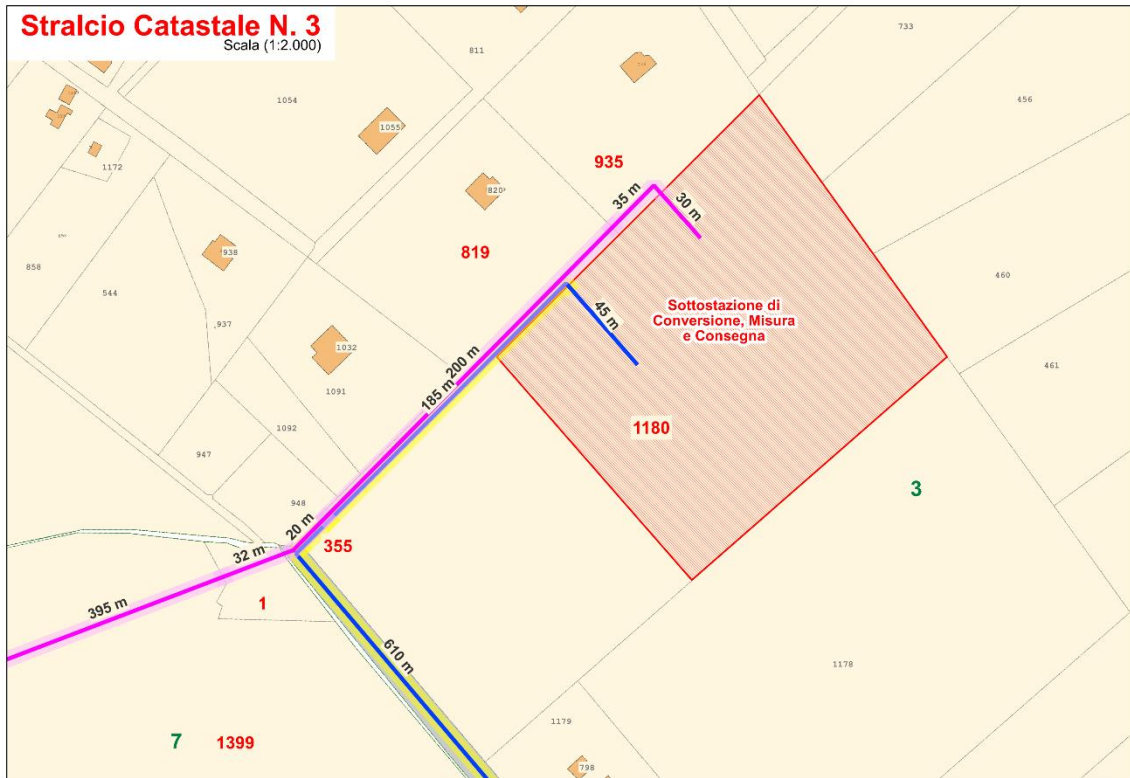 Stralcio Catastale N. 3
Scala (1:2.000)
733
811
1054
456
1055
1172
935
820
35 m
30 m
938
819
858
460
544
Sottostazione di
Conversione, Misura
e Consegna
45 m
937
1032
200 m
461
185 m
1091
1180
1092
947
3
948
20 m
355
32 m
395 m
1
610 m
1178
1179
7
1399
798